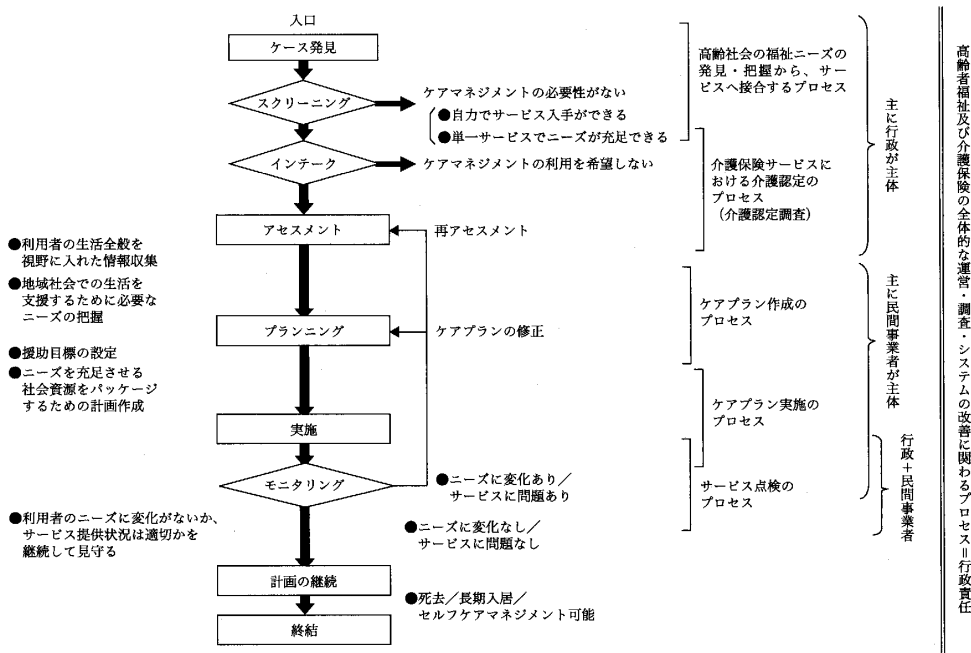 入口
ケース発見
スクリーニング
ケアマネジメントの必要性がない
●自力でサービス入手ができる
●単一サービスでニーズが充足できる
インテーク
ケアマネジメントの利用を希望しない
アセスメント
再アセスメント
●利用者の生活全般を
視野に入れた情報収集
●地域社会での生活を
支援するために必要な
ニーズの把握
プランニング
ケアプランの修正
●援助目標の設定
●ニーズを充足させる
社会資源をパッケージ
するための計画作成
実施
モニタリング
●ニーズに変化あり／
サービスに問題あり
●利用者のニーズに変化がないか、
サービス提供状況は適切かを
継続して見守る
●ニーズに変化なし／
サービスに問題なし
計画の継続
●死去／長期入居／
セルフケアマネジメント可能
終結
高齢社会の福祉ニーズの
発見・把握から、サー
ビスへ接合するプロセス
介護保険サービスに
おける介護認定の
プロセス
（介護認定調査）
ケアプラン作成の
プロセス
ケアプラン実施の
プロセス
サービス点検の
プロセス
主に行政が主体
主に民間事業者が主体
行政＋民間事業者
高齢者福祉及び介護保険の全体的な運営・調査・システムの改善に関わるプロセス＝行政責任